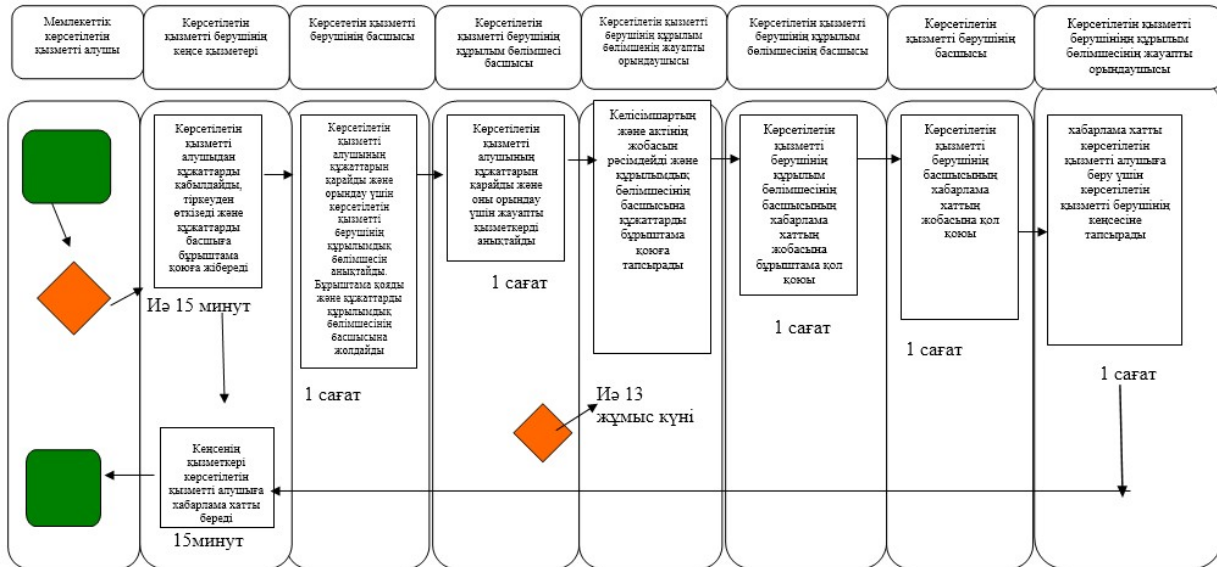 Мемлекеттік
көрсетілетін
қызметті алушы
Көрсетілетін
қызметті берушінің
кеңсе қызметері
Көрсететін қызметті
берушінің басшысы
Көрсетілетін қызметті
берушінің
құрылым бөлімшесі
басшысы
Көрсетілетін қызметті
берушінің құрылым
бөлімшенің жауапты
орындаушысы
Көрсетілетін қызметті
берушінің құрылым
бөлімшесінің басшысы
Көрсетілетін
қызметті берушінің
басшысы
Көрсетілетін қызметті
берушініңң құрылым
бөлімшесінің жауапты
орындаушысы
Көрсетілетін
қызметті
алушыдан
құжаттарды
қабылдайды,
тіркеуден
өткізеді және
құжаттарды
басшыға
бұрыштама
қоюға жібереді
Иә 15 минут
Көрсетілетін
қызметті
алушының
құжаттарын
қарайды және
орындау үшін
көрсетілетін
қызметті
берушінің
құрылымдық
бөлімшесін
анықтайды.
Бұрыштама қояды
және құжаттарды
құрылымдық
бөлімшесінің
басшысына
жолдайды
1 сағат
Көрсетілетін
қызметті
алушының
құжаттарын
қарайды және
оны орындау
үшін жауапты
қызметкерді
анықтайды
1 сағат
Келісімшартың
және актінің
жобасын
рәсімдейді және
құрылымдық
бөлімшесінің
басшысына
құжаттарды
бұрыштама
қоюға
тапсырады
Иә 13
жұмыс күні
Көрсетілетін
қызметті
берушінің
құрылым
бөлімшесінің
басшысының
хабарлама
хаттың
жобасына
бұрыштама қол
қоюы
1 сағат
Көрсетілетін
қызметті
берушінің
басшысының
хабарлама
хаттың
жобасына қол
қоюы
1 сағат
хабарлама хатты
көрсетілетін
қызметті алушыға
беру үшін
көрсетілетін
қызметті берушінің
кеңсесіне
тапсырады
1 сағат
Кеңсенің
қызметкері
көрсетілетін
қызметті алушыға
хабарлама хатты
береді
15минут